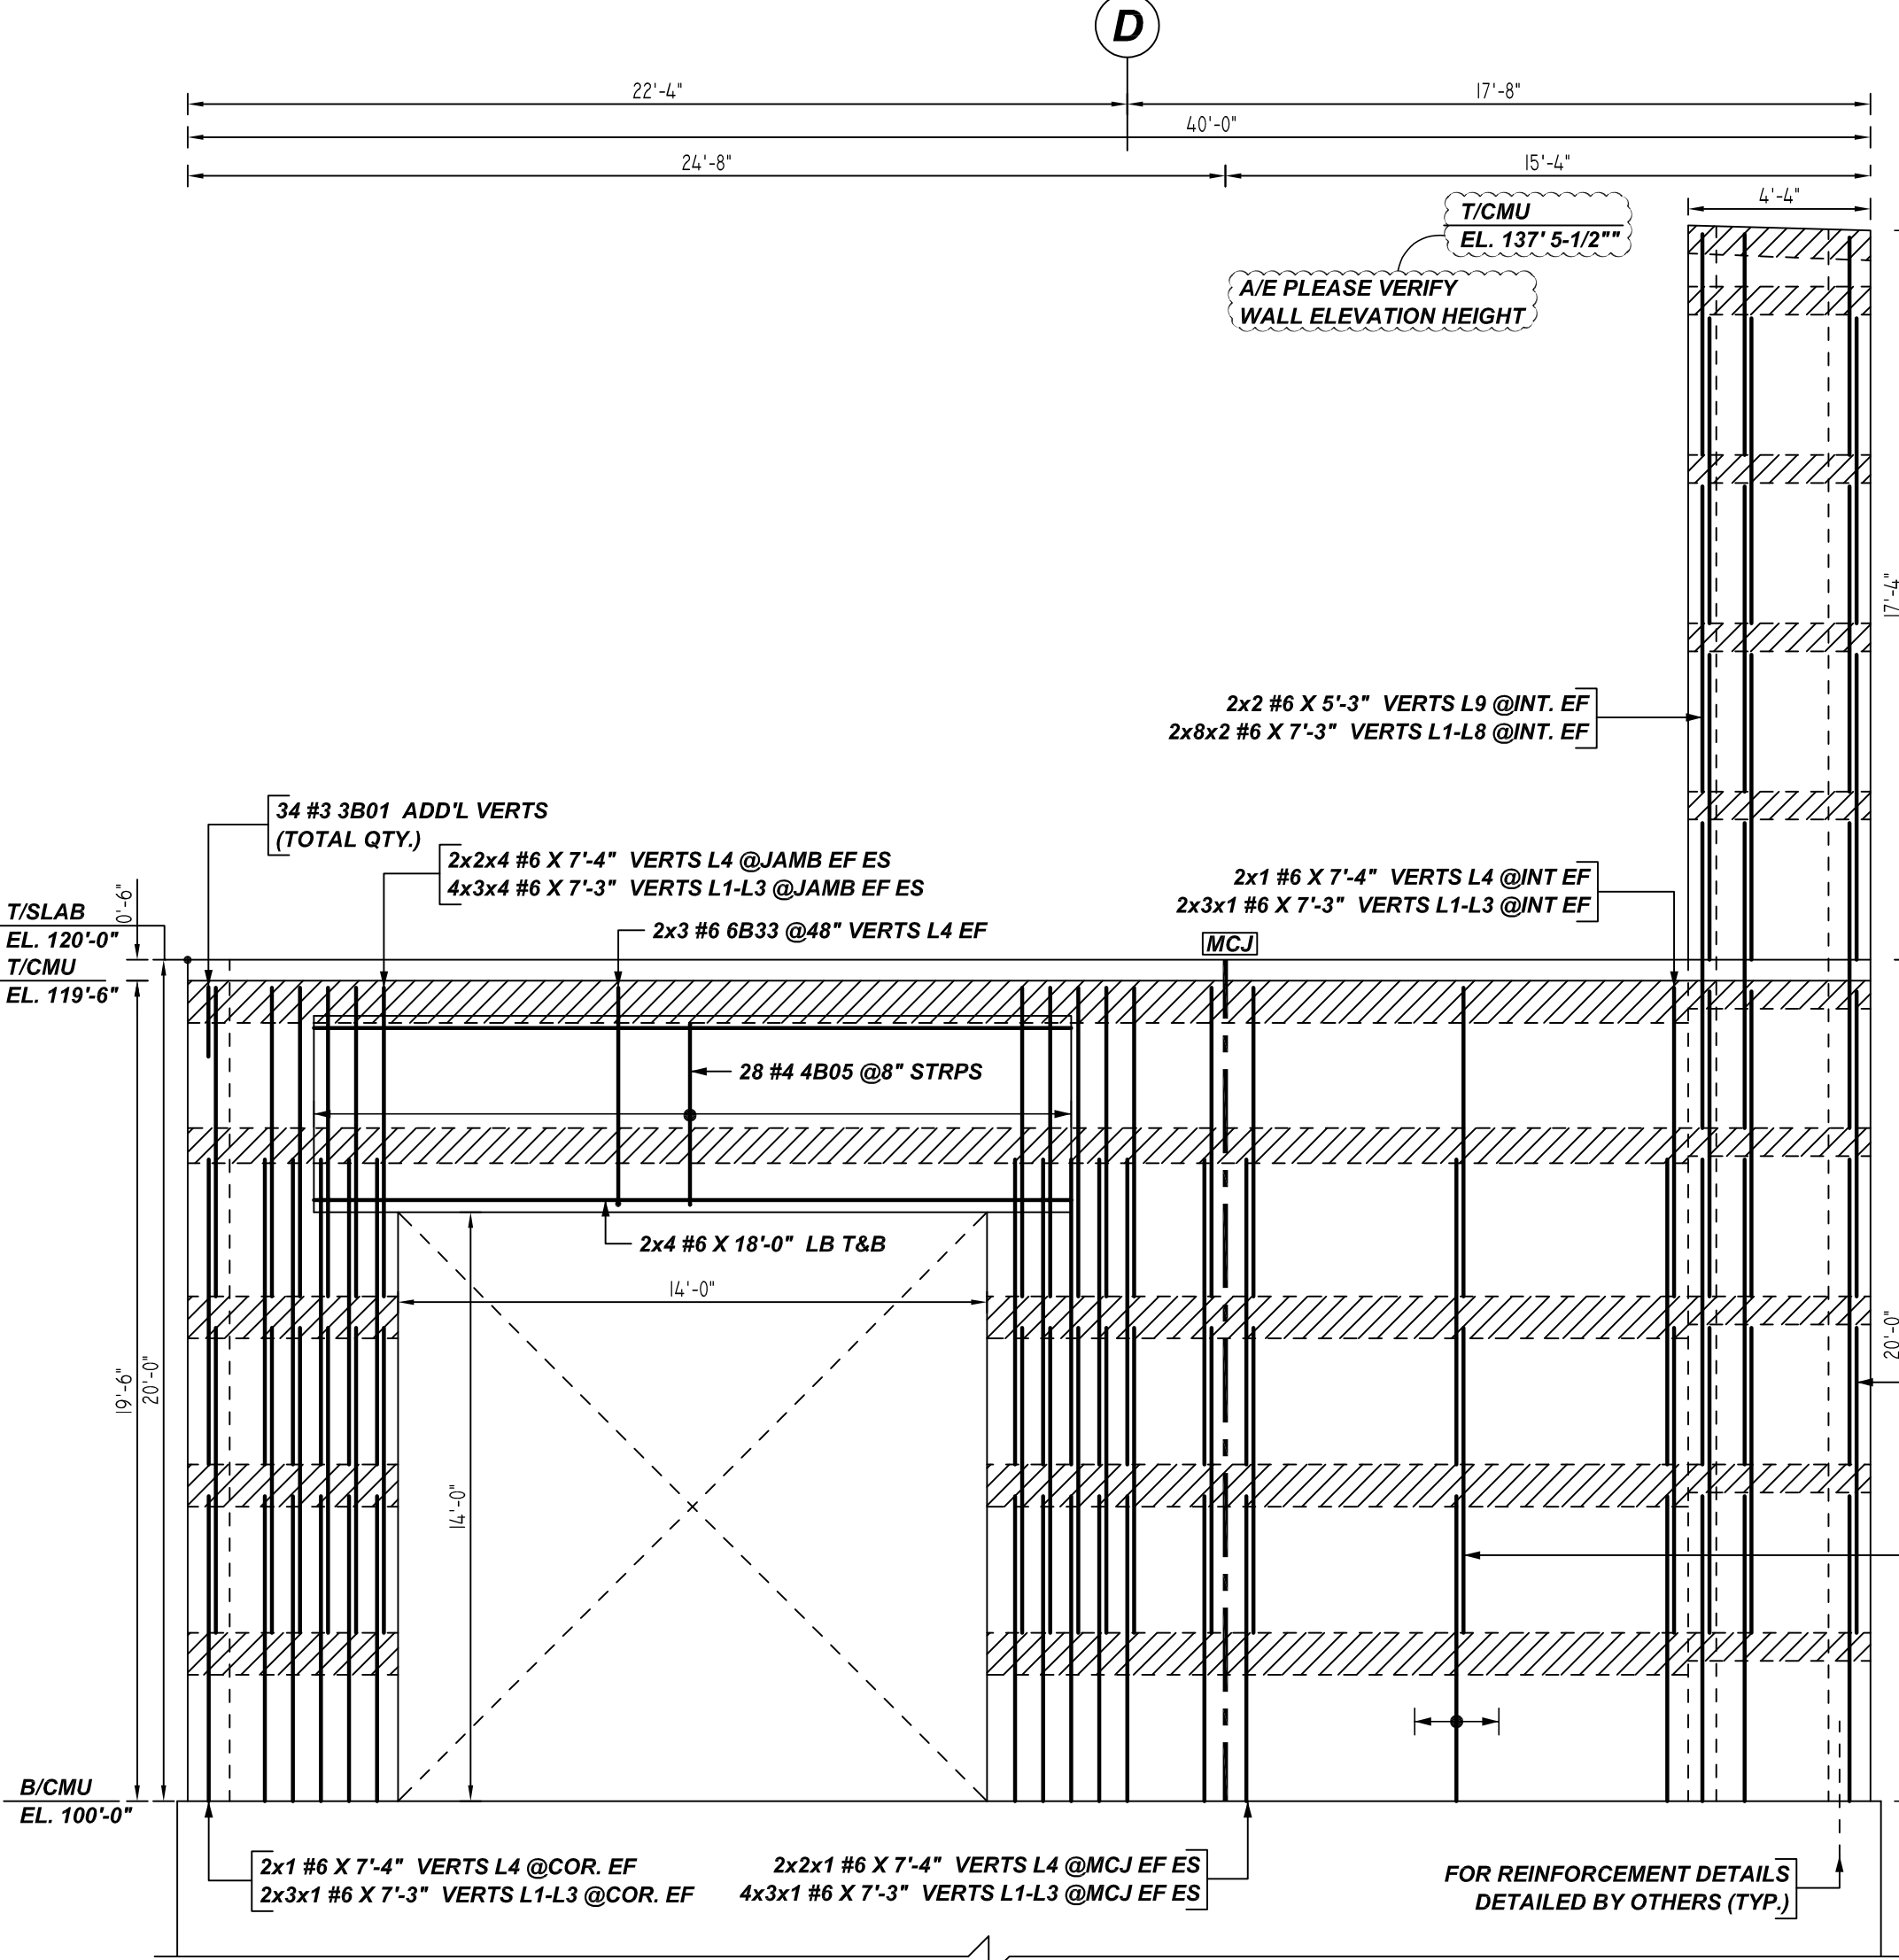 D
22'-4"
17'-8"
40'-0"
24'-8"
15'-4"
4'-4"
T/CMU
EL. 137' 5-1/2""
A/E PLEASE VERIFY
WALL ELEVATION HEIGHT
17'-4"
2x2 #6 X 5'-3" VERTS L9 @INT. EF
2x8x2 #6 X 7'-3" VERTS L1-L8 @INT. EF
34 #3 3B01 ADD'L VERTS
(TOTAL QTY.)
2x2x4 #6 X 7'-4" VERTS L4 @JAMB EF ES
4x3x4 #6 X 7'-3" VERTS L1-L3 @JAMB EF ES
2x1 #6 X 7'-4" VERTS L4 @INT EF
2x3x1 #6 X 7'-3" VERTS L1-L3 @INT EF
0'-6"
T/SLAB
EL. 120'-0"
T/CMU
EL. 119'-6"
2x3 #6 6B33 @48" VERTS L4 EF
MCJ
28 #4 4B05 @8" STRPS
2x4 #6 X 18'-0" LB T&B
14'-0"
14'-0"
19'-6"
20'-0"
20'-0"
B/CMU
EL. 100'-0"
2x1 #6 X 7'-4" VERTS L4 @COR. EF
2x3x1 #6 X 7'-3" VERTS L1-L3 @COR. EF
2x2x1 #6 X 7'-4" VERTS L4 @MCJ EF ES
4x3x1 #6 X 7'-3" VERTS L1-L3 @MCJ EF ES
FOR REINFORCEMENT DETAILS
DETAILED BY OTHERS (TYP.)